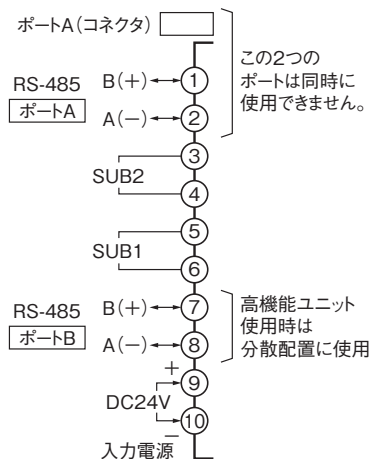 ポートA（コネクタ）
この2つの
ポートは同時に
使用できません。
RS-485
ポートA
B（＋）
1
A（－）
2
3
SUB2
4
5
SUB1
6
RS-485
ポートB
B（＋）
7
A（－）
8
高機能ユニット
使用時は
分散配置に使用
＋
9
DC24V
10
－
入力電源